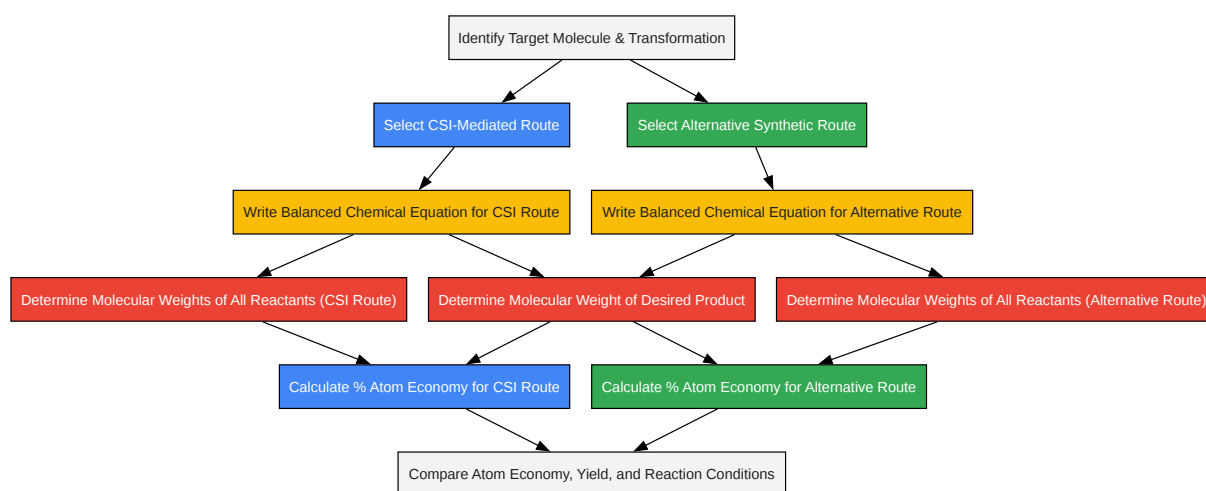 Identify Target Molecule & Transformation
Select CSI-Mediated Route
Select Alternative Synthetic Route
Write Balanced Chemical Equation for CSI Route
Write Balanced Chemical Equation for Alternative Route
Determine Molecular Weights of All Reactants (CSI Route)
Determine Molecular Weight of Desired Product
Determine Molecular Weights of All Reactants (Alternative Route)
Calculate % Atom Economy for CSI Route
Calculate % Atom Economy for Alternative Route
Compare Atom Economy, Yield, and Reaction Conditions